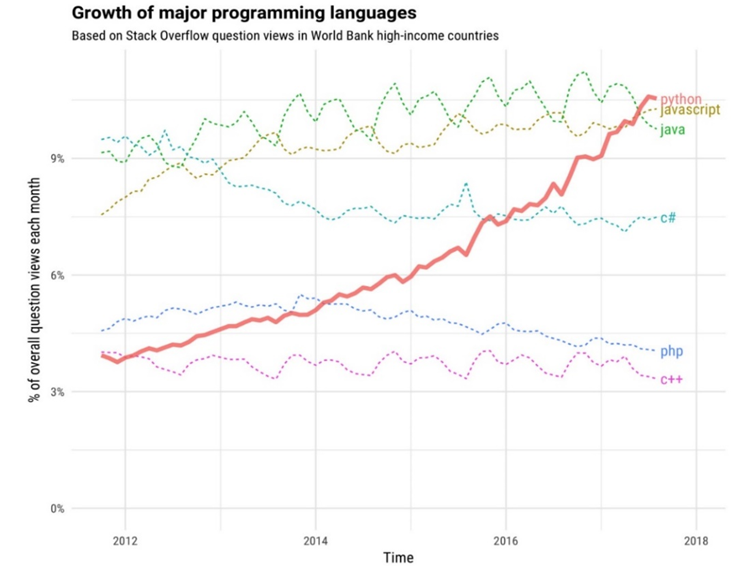 Growth of major programming languages
Based on Stack Overflow question views in World Bank high-income countries
% of overall question views each month
9%
6%
3%
0%
python
javascript
java
c#
php
c++
2012 2014 2016 2018
Time